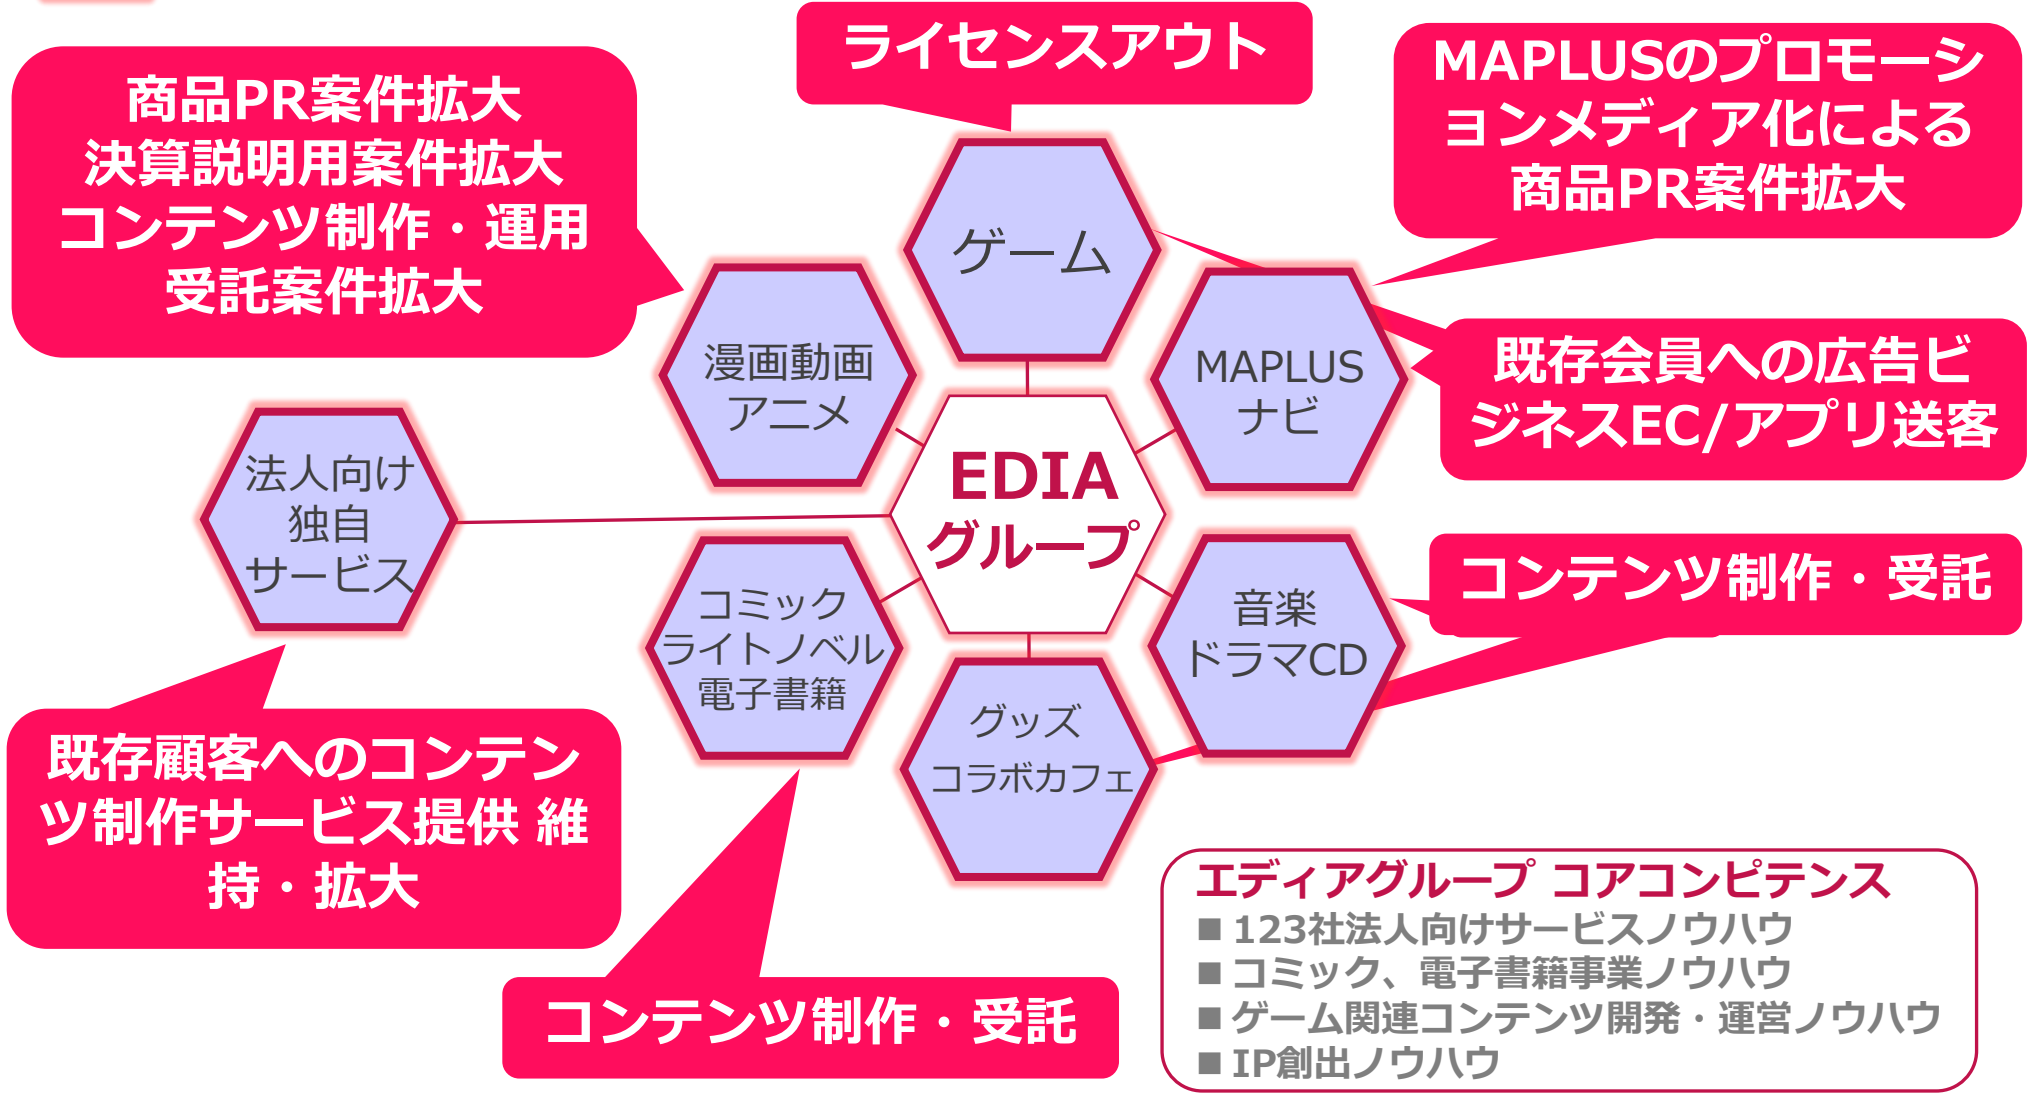 ライセンスアウト
MAPLUSのプロモーシ
ョンメディア化による
商品PR案件拡大
商品PR案件拡大
決算説明用案件拡大
コンテンツ制作・運用
受託案件拡大
ゲーム
漫画動画
アニメ
MAPLUS
ナビ
既存会員への広告ビ
ジネスEC/アプリ送客
法人向け
独自
サービス
EDIA
グループ
コンテンツ制作・受託
コミック
ライトノベル
電子書籍
音楽
ドラマCD
グッズ
コラボカフェ
既存顧客へのコンテン
ツ制作サービス提供 維
持・拡大
コンテンツ制作・受託
エディアグループ コアコンピテンス
■ 123社法人向けサービスノウハウ
■ コミック、電子書籍事業ノウハウ
■ ゲーム関連コンテンツ開発・運営ノウハウ
■ IP創出ノウハウ